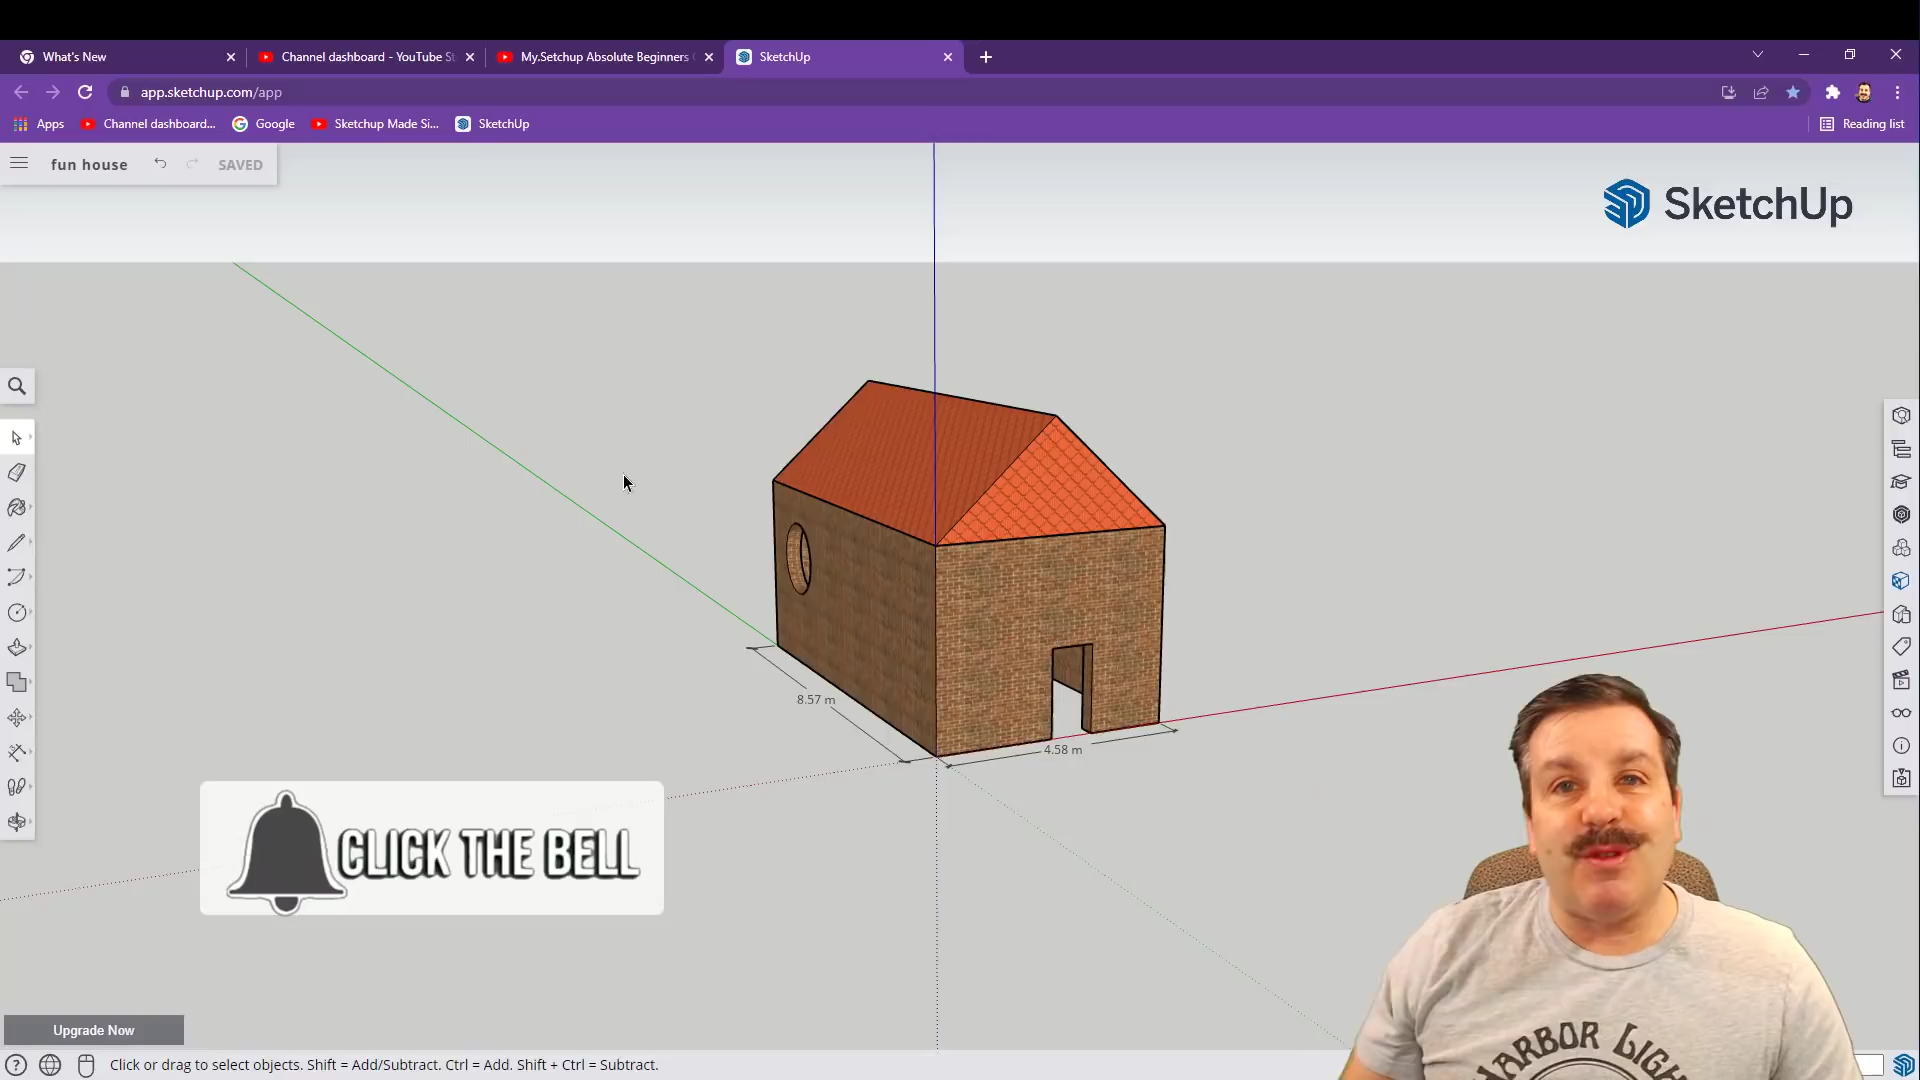 What's New
Channel dashboard - YouTube St
My.Setchup Absolute Beginners
SketchUp
app.sketchup.com/app
Apps
Channel dashboard...
Google
Sketchup Made Si...
SketchUp
Reading list
fun house
SAVED
SketchUp
8.57 m
4.58 m
CLICK THE BELL
HARBOR LIGH
Upgrade Now
Click or drag to select objects. Shift = Add/Subtract. Ctrl = Add. Shift + Ctrl = Subtract.